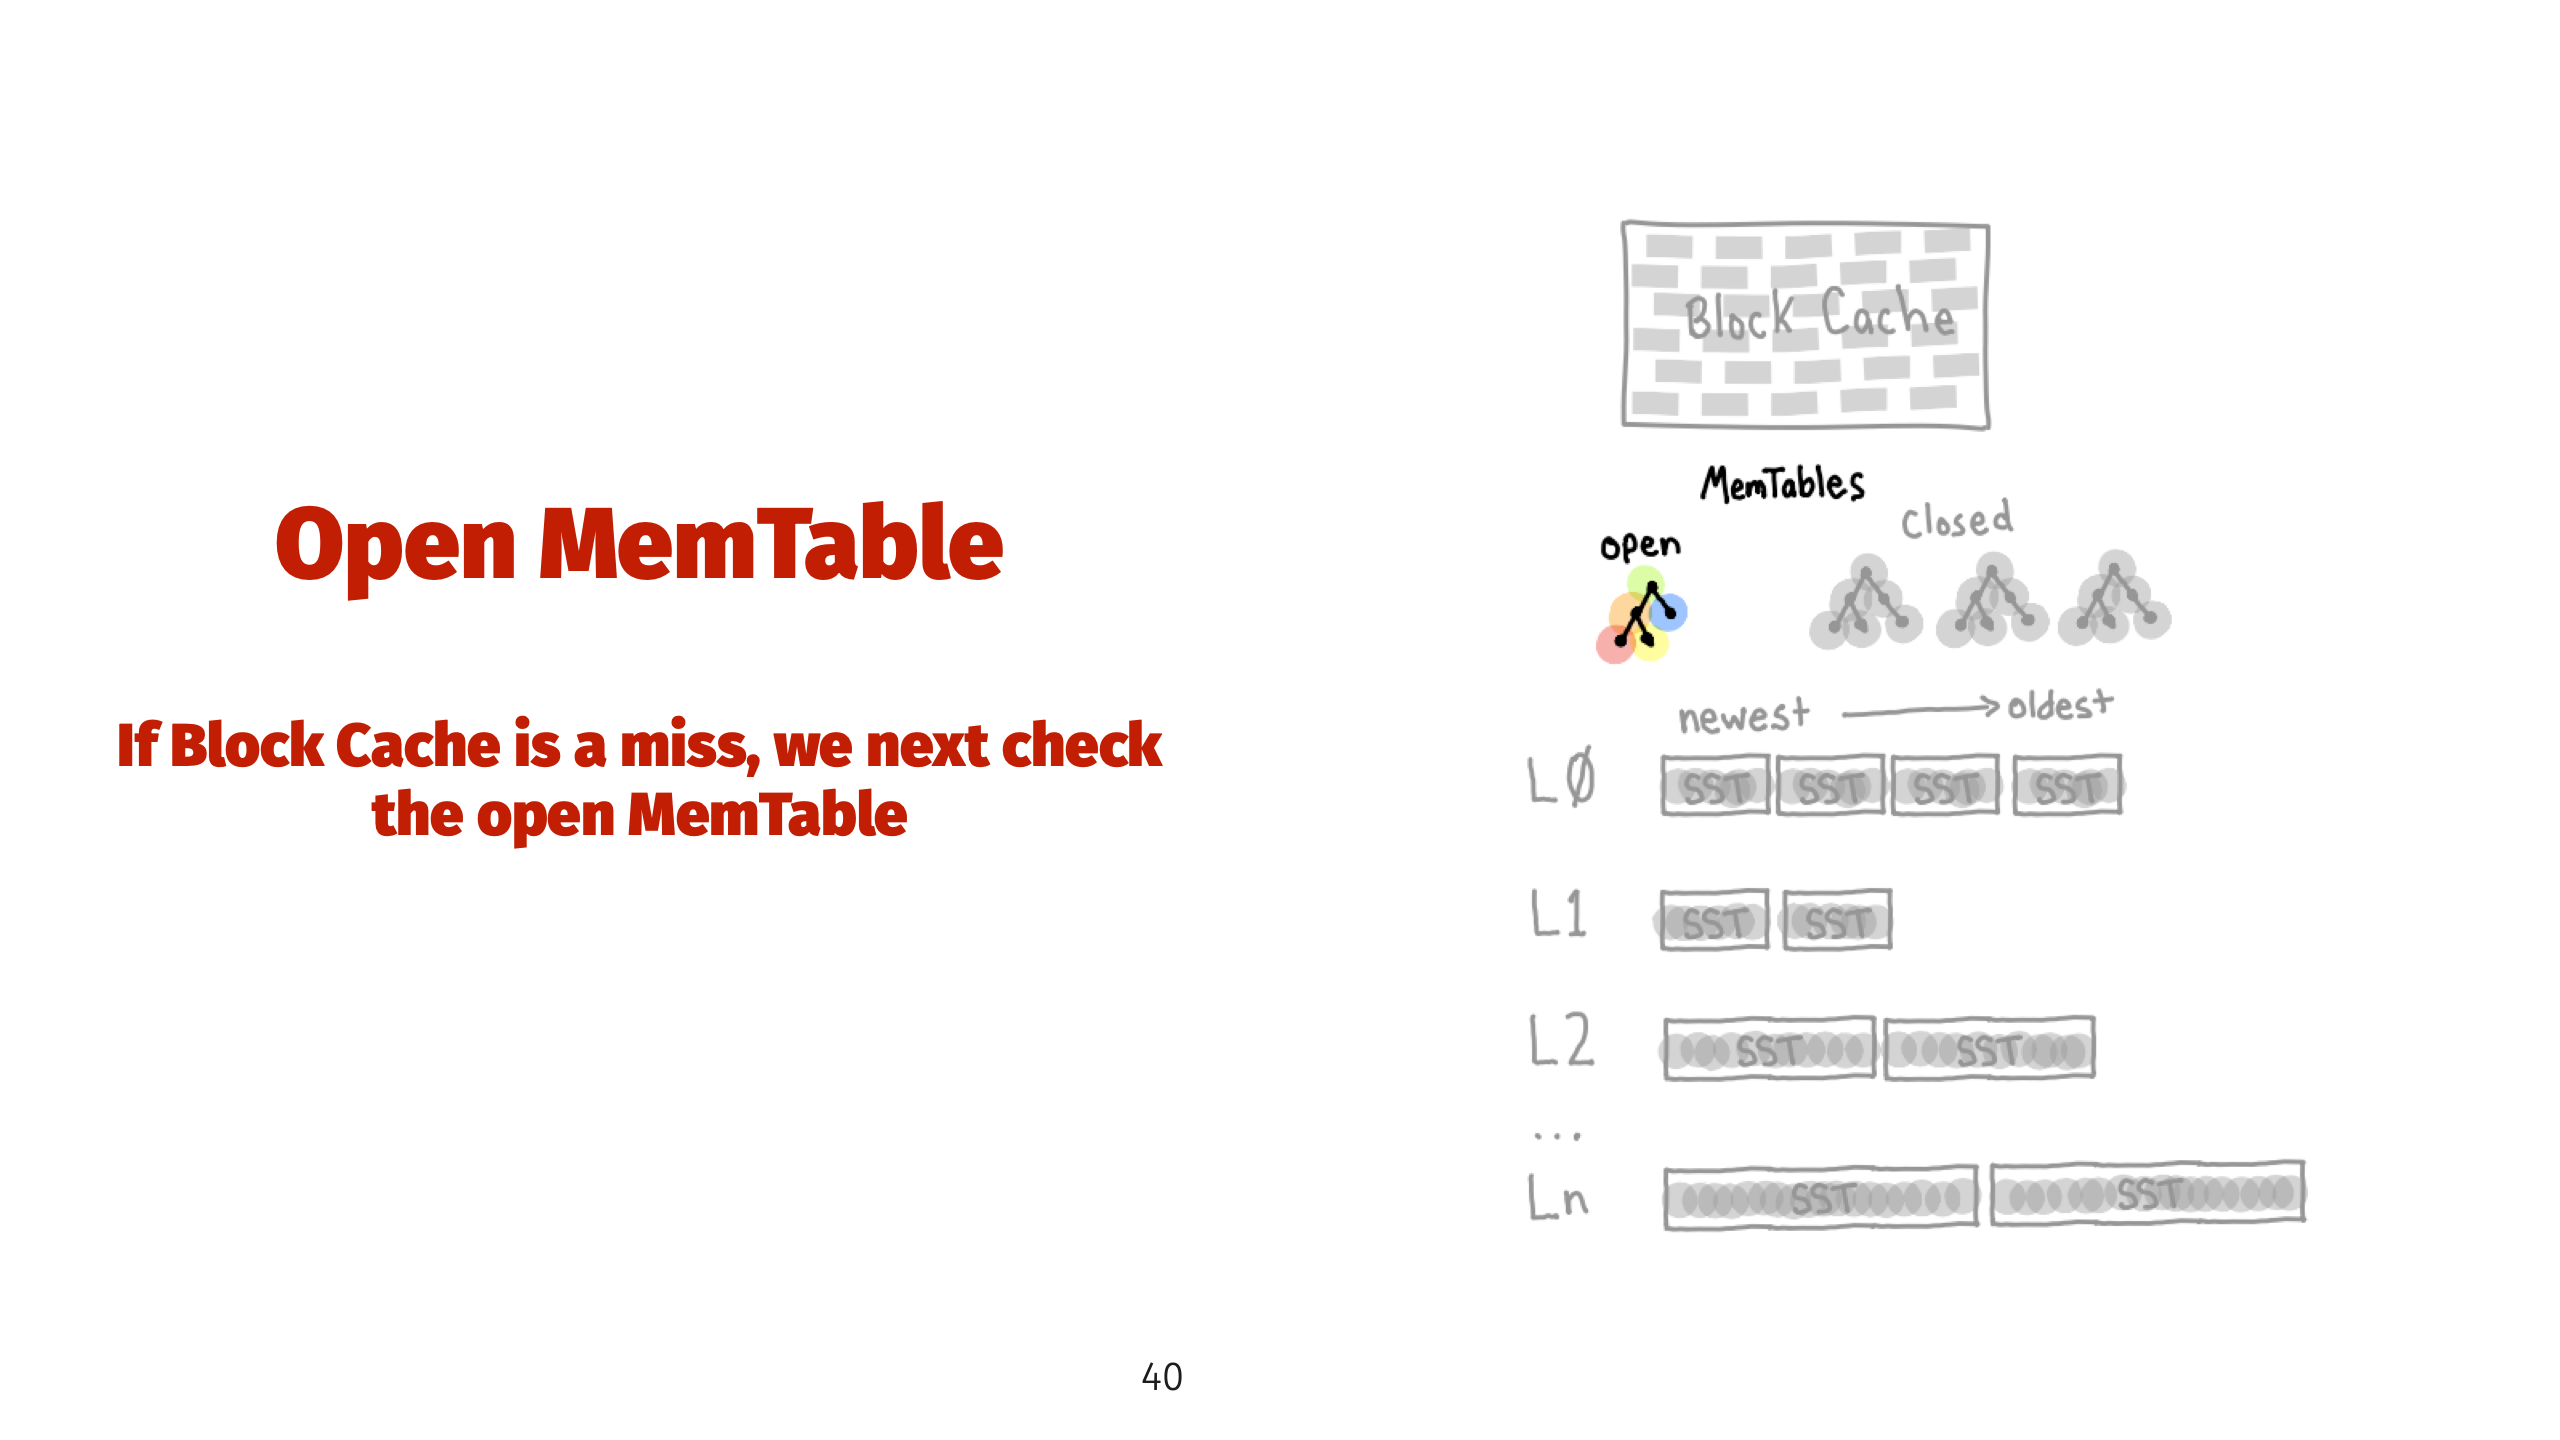 Open MemTable
If Block Cache is a miss, we next check
the open MemTable
Block Cache
MemTables
open
Closed
newest → oldest
LØ SST SST SST SST
L1 SST SST
L2 SST SST
...
Ln SST SST
40